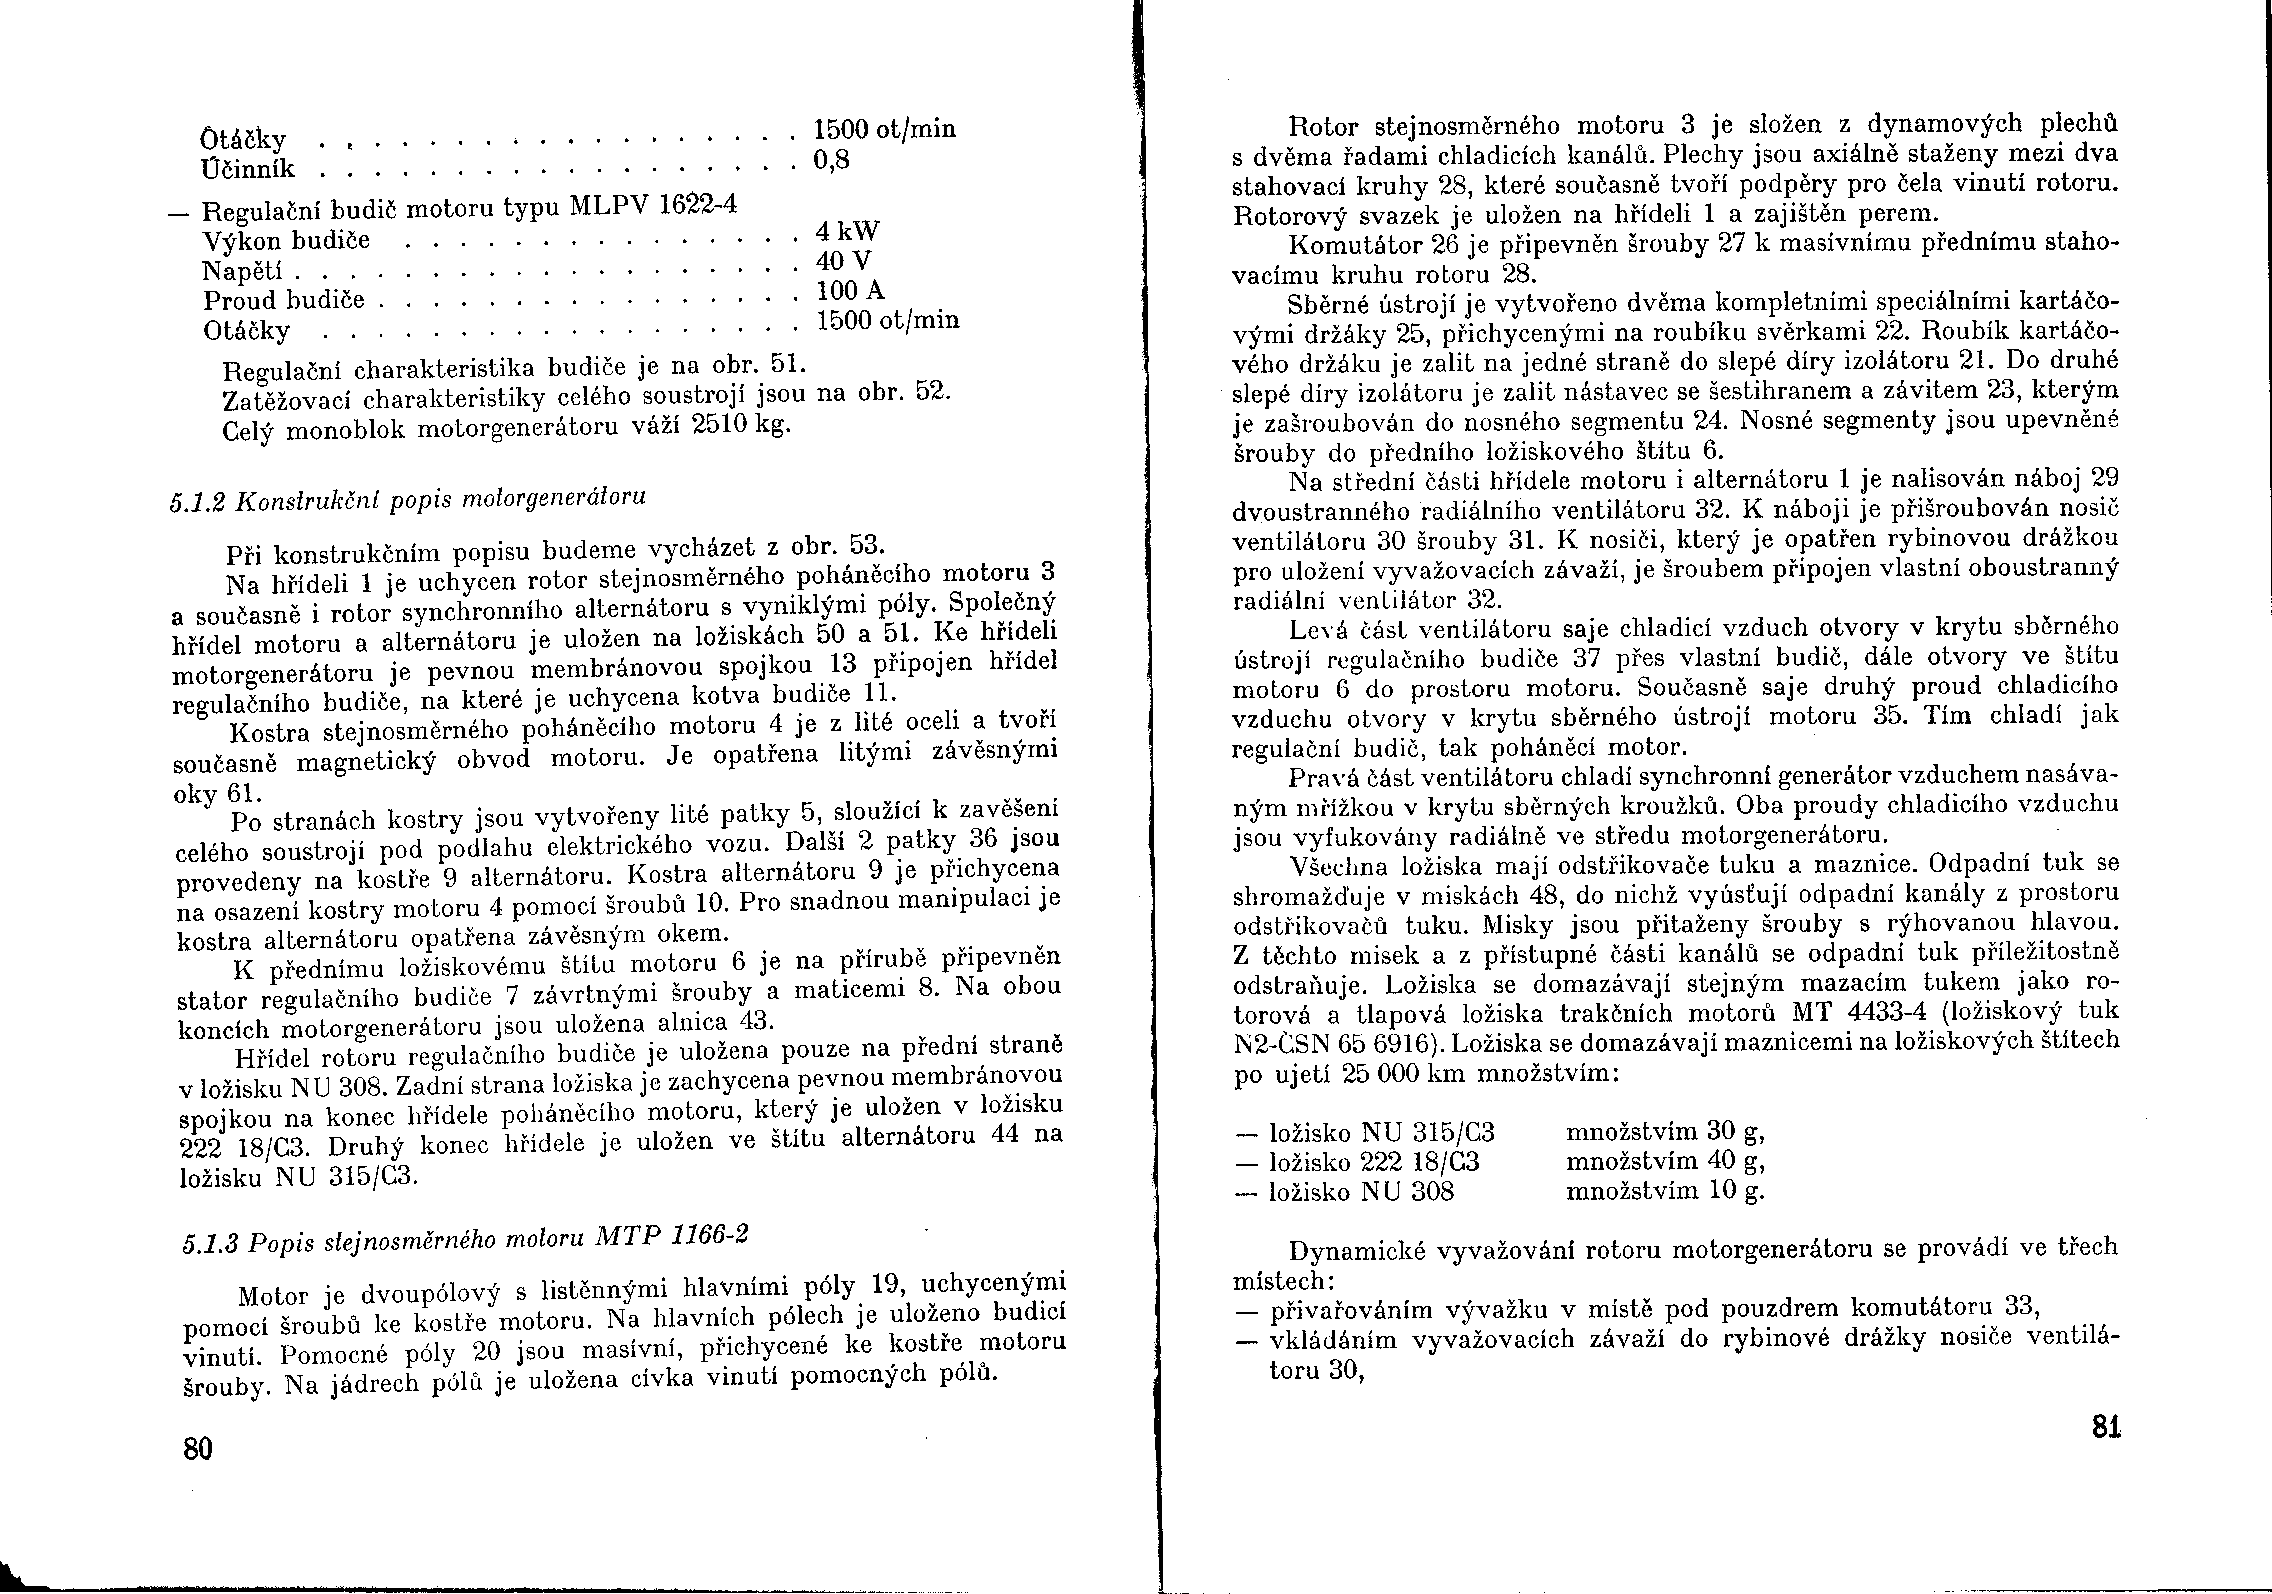 Otáčky . . . . . . . . . . . . . . . . . . 1500 ot/min
Účinník . . . . . . . . . . . . . . . . . . 0,8
— Regulační budič motoru typu MLPV 1622-4
Výkon budiče . . . . . . . . . . . . . . . 4 kW
Napětí . . . . . . . . . . . . . . . . . . . 40 V
Proud budiče . . . . . . . . . . . . . . . . 100 A
Otáčky . . . . . . . . . . . . . . . . . . 1500 ot/min
Regulační charakteristika budiče je na obr. 51.
Zatěžovací charakteristiky celého soustrojí jsou na obr. 52.
Celý monoblok motorgenerátoru váží 2510 kg.
5.1.2 Konstrukční popis motorgenerátoru
Při konstrukčním popisu budeme vycházet z obr. 53.
Na hřídeli 1 je uchycen rotor stejnosměrného poháněcího motoru 3
a současně i rotor synchronního alternátoru s vyniklými póly. Společný
hřídel motoru a alternátoru je uložen na ložiskách 50 a 51. Ke hřídeli
motorgenerátoru je pevnou membránovou spojkou 13 připojen hřídel
regulačního budiče, na které je uchycena kotva budiče 11.
Kostra stejnosměrného poháněcího motoru 4 je z lité oceli a tvoří
současně magnetický obvod motoru. Je opatřena litými závěsnými
oky 61.
Po stranách kostry jsou vytvořeny lité patky 5, sloužící k zavěšení
celého soustrojí pod podlahu elektrického vozu. Další 2 patky 36 jsou
provedeny na kostře 9 alternátoru. Kostra alternátoru 9 je přichycena
na osazení kostry motoru 4 pomocí šroubů 10. Pro snadnou manipulaci je
kostra alternátoru opatřena závěsným okem.
K přednímu ložiskovému štítu motoru 6 je na přírubě připevněn
stator regulačního budiče 7 závrtnými šrouby a maticemi 8. Na obou
koncích motorgenerátoru jsou uložena alnica 43.
Hřídel rotoru regulačního budiče je uložena pouze na přední straně
v ložisku NU 308. Zadní strana ložiska je zachycena pevnou membránovou
spojkou na konec hřídele poháněcího motoru, který je uložen v ložisku
222 18/C3. Druhý konec hřídele je uložen ve štítu alternátoru 44 na
ložisku NU 315/C3.
5.1.3 Popis stejnosměrného motoru MTP 1166-2
Motor je dvoupólový s listěnnými hlavními póly 19, uchycenými
pomocí šroubů ke kostře motoru. Na hlavních pólech je uloženo budicí
vinutí. Pomocné póly 20 jsou masívní, přichycené ke kostře motoru
šrouby. Na jádrech pólů je uložena cívka vinutí pomocných pólů.
80
Rotor stejnosměrného motoru 3 je složen z dynamových plechů
s dvěma řadami chladicích kanálů. Plechy jsou axiálně staženy mezi dva
stahovací kruhy 28, které současně tvoří podpěry pro čela vinutí rotoru.
Rotorový svazek je uložen na hřídeli 1 a zajištěn perem.
Komutátor 26 je připevněn šrouby 27 k masívnímu přednímu staho-
vacímu kruhu rotoru 28.
Sběrné ústrojí je vytvořeno dvěma kompletními speciálními kartáčo-
vými držáky 25, přichycenými na roubíku svěrkami 22. Roubík kartáčo-
vého držáku je zalit na jedné straně do slepé díry izolátoru 21. Do druhé
slepé díry izolátoru je zalit nástavec se šestihranem a závitem 23, kterým
je zašroubován do nosného segmentu 24. Nosné segmenty jsou upevněné
šrouby do předního ložiskového štítu 6.
Na střední části hřídele motoru i alternátoru 1 je nalisován náboj 29
dvoustranného radiálního ventilátoru 32. K náboji je přišroubován nosič
ventilátoru 30 šrouby 31. K nosiči, který je opatřen rybinovou drážkou
pro uložení vyvažovacích závaží, je šroubem připojen vlastní oboustranný
radiální ventilátor 32.
Levá část ventilátoru saje chladicí vzduch otvory v krytu sběrného
ústrojí regulačního budiče 37 přes vlastní budič, dále otvory ve štítu
motoru 6 do prostoru motoru. Současně saje druhý proud chladicího
vzduchu otvory v krytu sběrného ústrojí motoru 35. Tím chladí jak
regulační budič, tak poháněcí motor.
Pravá část ventilátoru chladí synchronní generátor vzduchem nasáva-
ným mřížkou v krytu sběrných kroužků. Oba proudy chladicího vzduchu
jsou vyfukovány radiálně ve středu motorgenerátoru.
Všechna ložiska mají odstřikovače tuku a maznice. Odpadní tuk se
shromažďuje v miskách 48, do nichž vyúsťují odpadní kanály z prostoru
odstřikovačů tuku. Misky jsou přitaženy šrouby s rýhovanou hlavou.
Z těchto misek a z přístupné části kanálů se odpadní tuk příležitostně
odstraňuje. Ložiska se domazávají stejným mazacím tukem jako ro-
torová a tlapová ložiska trakčních motorů MT 4433-4 (ložiskový tuk
N2-ČSN 65 6916). Ložiska se domazávají maznicemi na ložiskových štítech
po ujetí 25 000 km množstvím:
— ložisko NU 315/C3 množstvím 30 g,
— ložisko 222 18/C3 množstvím 40 g,
— ložisko NU 308 množstvím 10 g.
Dynamické vyvažování rotoru motorgenerátoru se provádí ve třech
místech:
— přivařováním vývažku v místě pod pouzdrem komutátoru 33,
— vkládáním vyvažovacích závaží do rybinové drážky nosiče ventilá-
toru 30,
81